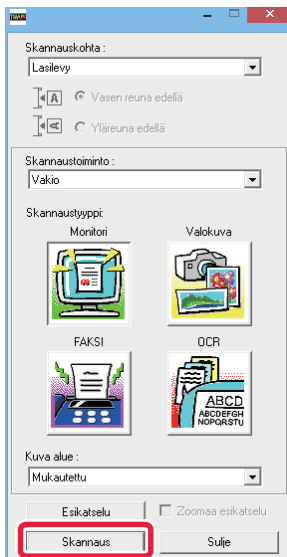 Skannauskohta :
Lasilevy
A Vasen reuna edellä
A Yläreuna edellä
Skannaustoiminto :
Vakio
Skannaustyyppi:
Monitori Valokuva
FAKSI OCR
ABCD
ABCDEFGH
NOPQRSTU
Kuva alue :
Mukautettu
Esikatselu Zoomaa esikatselu
Skannaus Sulje